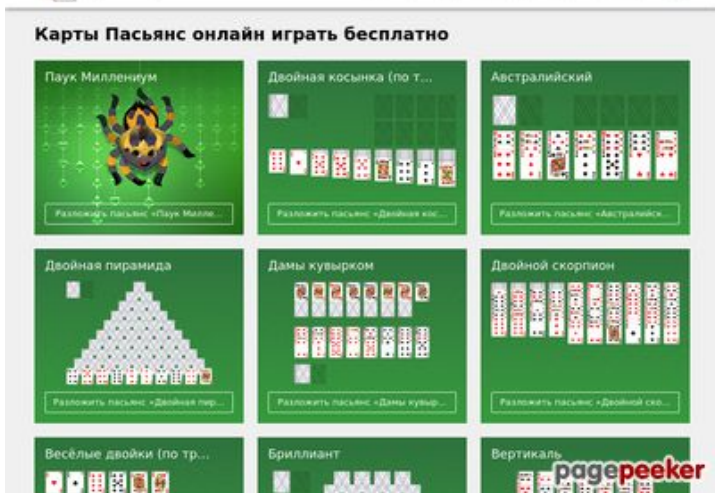 Карты Пасьянс онлайн играть бесплатно
Паук Миллениум
Двойная косынка (по т...
Австралийский
Разложить пасьянс «Паук Милле...
Разложить пасьянс «Двойная кос...
Разложить пасьянс «Австралийск...
Двойная пирамида
Дамы кувырком
Двойной скорпион
Разложить пасьянс «Двойная пир...
Разложить пасьянс «Дамы кувыр...
Разложить пасьянс «Двойной ско...
Весёлые двойки (по тр...
Бриллиант
Вертикаль
pagepeeker